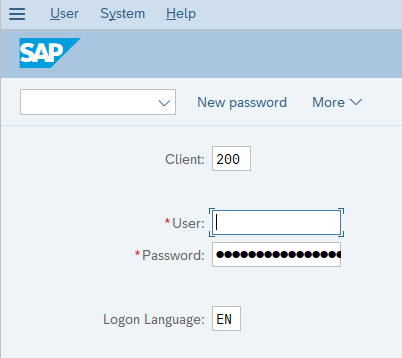 User System Help
SAP
New password More
Client: 200
*User:
*Password: ●●●●●●●●●●●●●●●●
Logon Language: EN